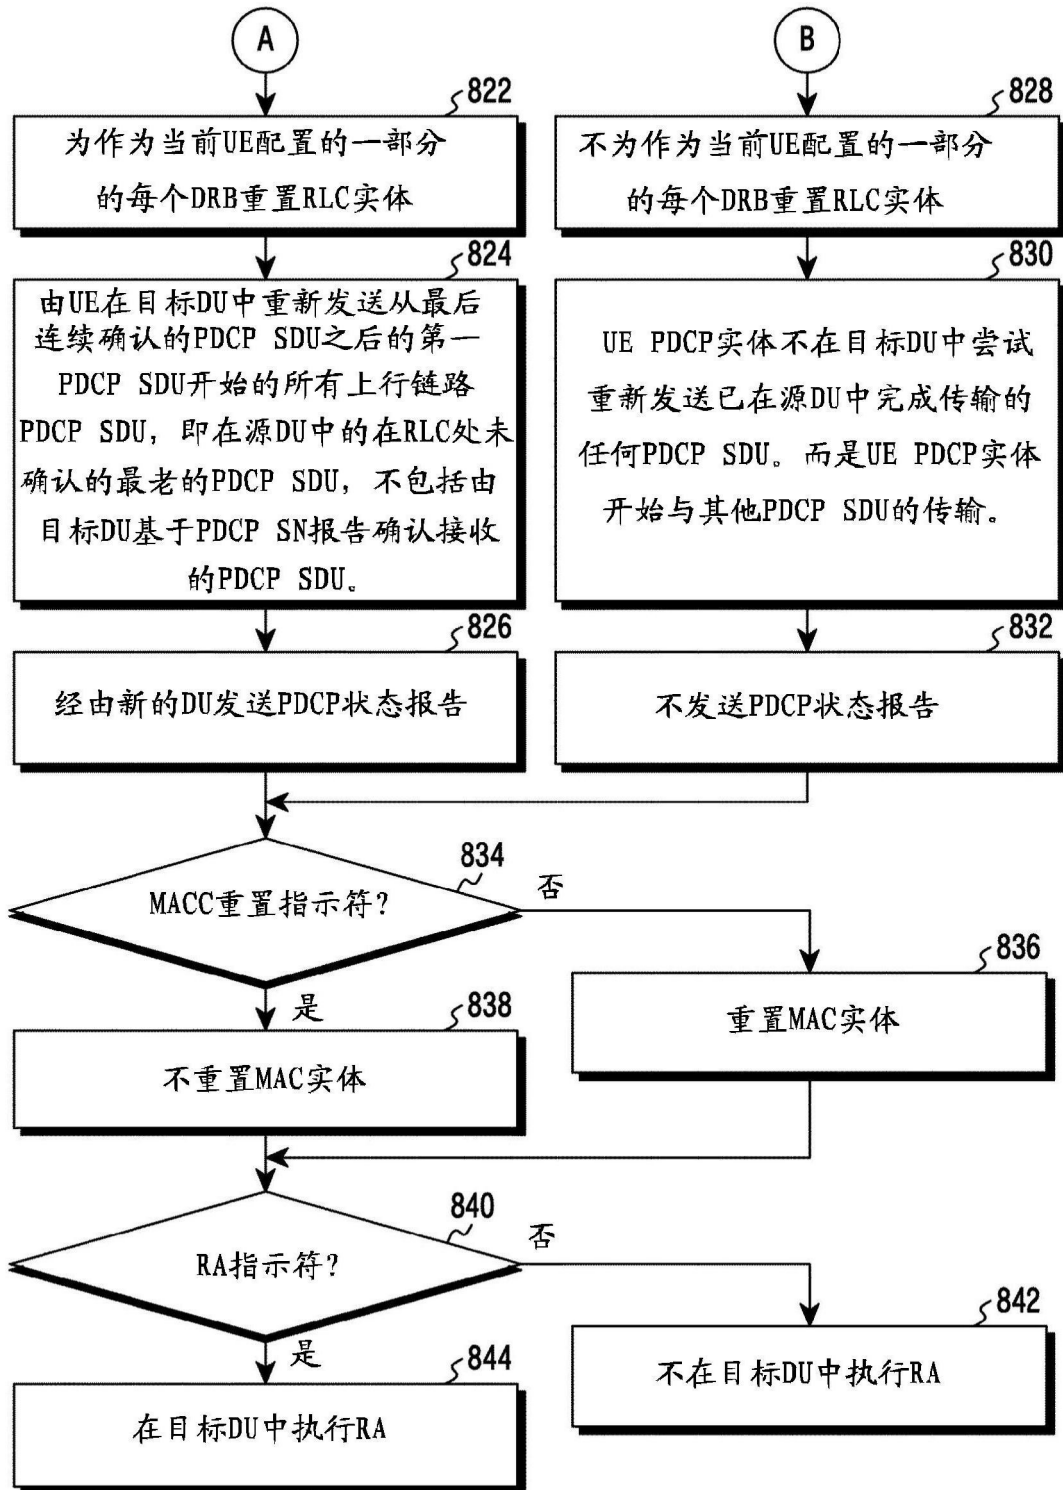 A
822
为作为当前UE配置的一部分
的每个DRB重置RLC实体
824
由UE在目标DU中重新发送从最后
连续确认的PDCP SDU之后的第一
PDCP SDU开始的所有上行链路
PDCP SDU, 即在源DU中的在RLC处未
确认的最老的PDCP SDU, 不包括由
目标DU基于PDCP SN报告确认接收
的PDCP SDU。
826
经由新的DU发送PDCP状态报告
B
828
不为作为当前UE配置的一部分
的每个DRB重置RLC实体
830
UE PDCP实体不在目标DU中尝试
重新发送已在源DU中完成传输的
任何PDCP SDU。而是UE PDCP实体
开始与其他PDCP SDU的传输。
832
不发送PDCP状态报告
834
MACC重置指示符?
否
836
重置MAC实体
是
838
不重置MAC实体
840
RA指示符?
否
842
不在目标DU中执行RA
是
844
在目标DU中执行RA